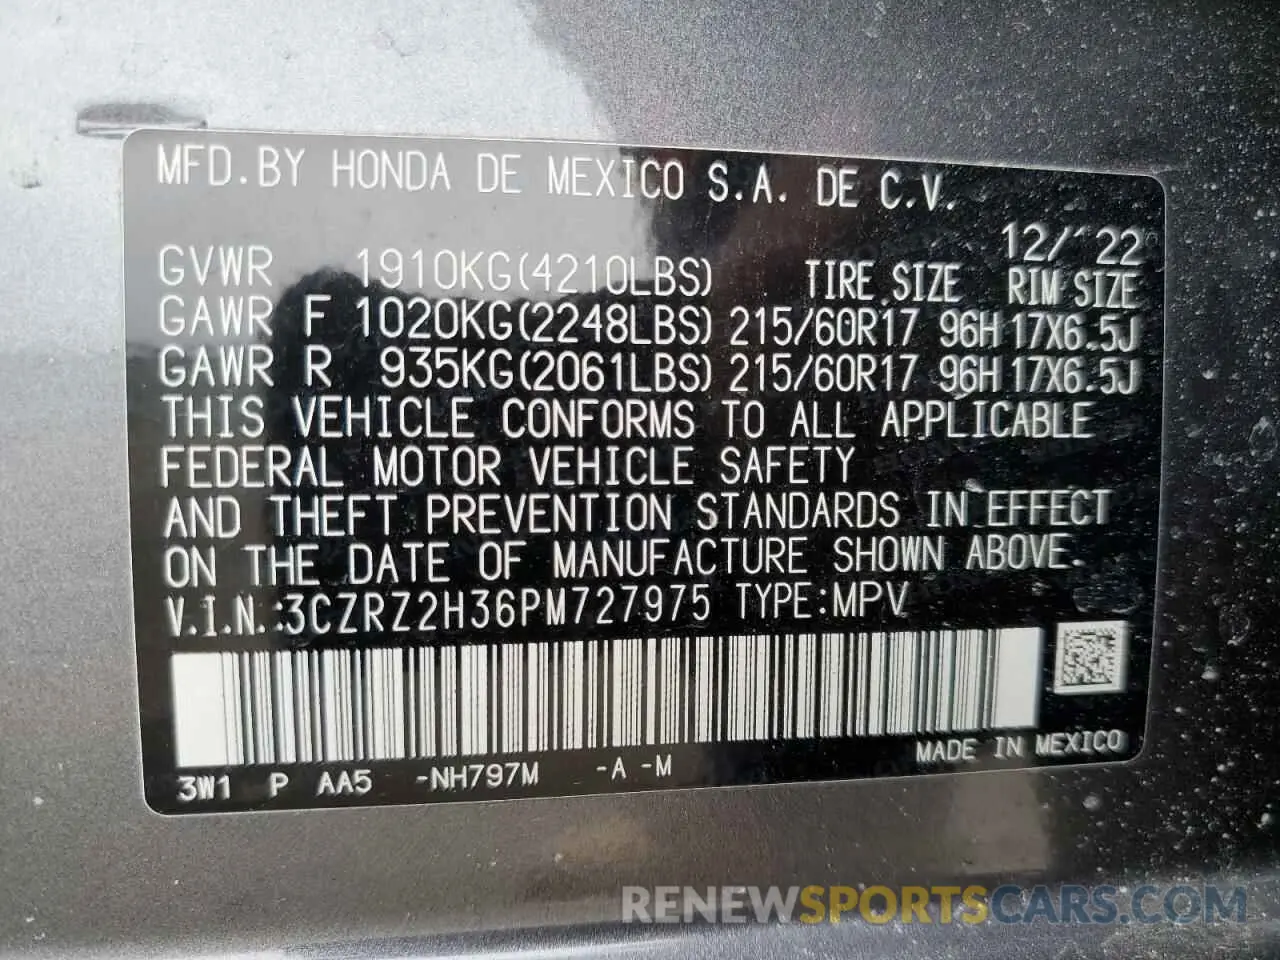 MFD.BY HONDA DE MEXICO S.A. DE C.V.
12/'22
GVWR 1910KG(4210LBS) TIRE SIZE RIM SIZE
GAWR F 1020KG(2248LBS) 215/60R17 96H 17X6.5J
GAWR R 935KG(2061LBS) 215/60R17 96H 17X6.5J
THIS VEHICLE CONFORMS TO ALL APPLICABLE
FEDERAL MOTOR VEHICLE SAFETY
AND THEFT PREVENTION STANDARDS IN EFFECT
ON THE DATE OF MANUFACTURE SHOWN ABOVE.
V.I.N.:3CZRZ2H36PM727975 TYPE:MPV
MADE IN MEXICO
3W1 P AA5 -NH797M -A -M
RENEWSPORTSCARS.COM